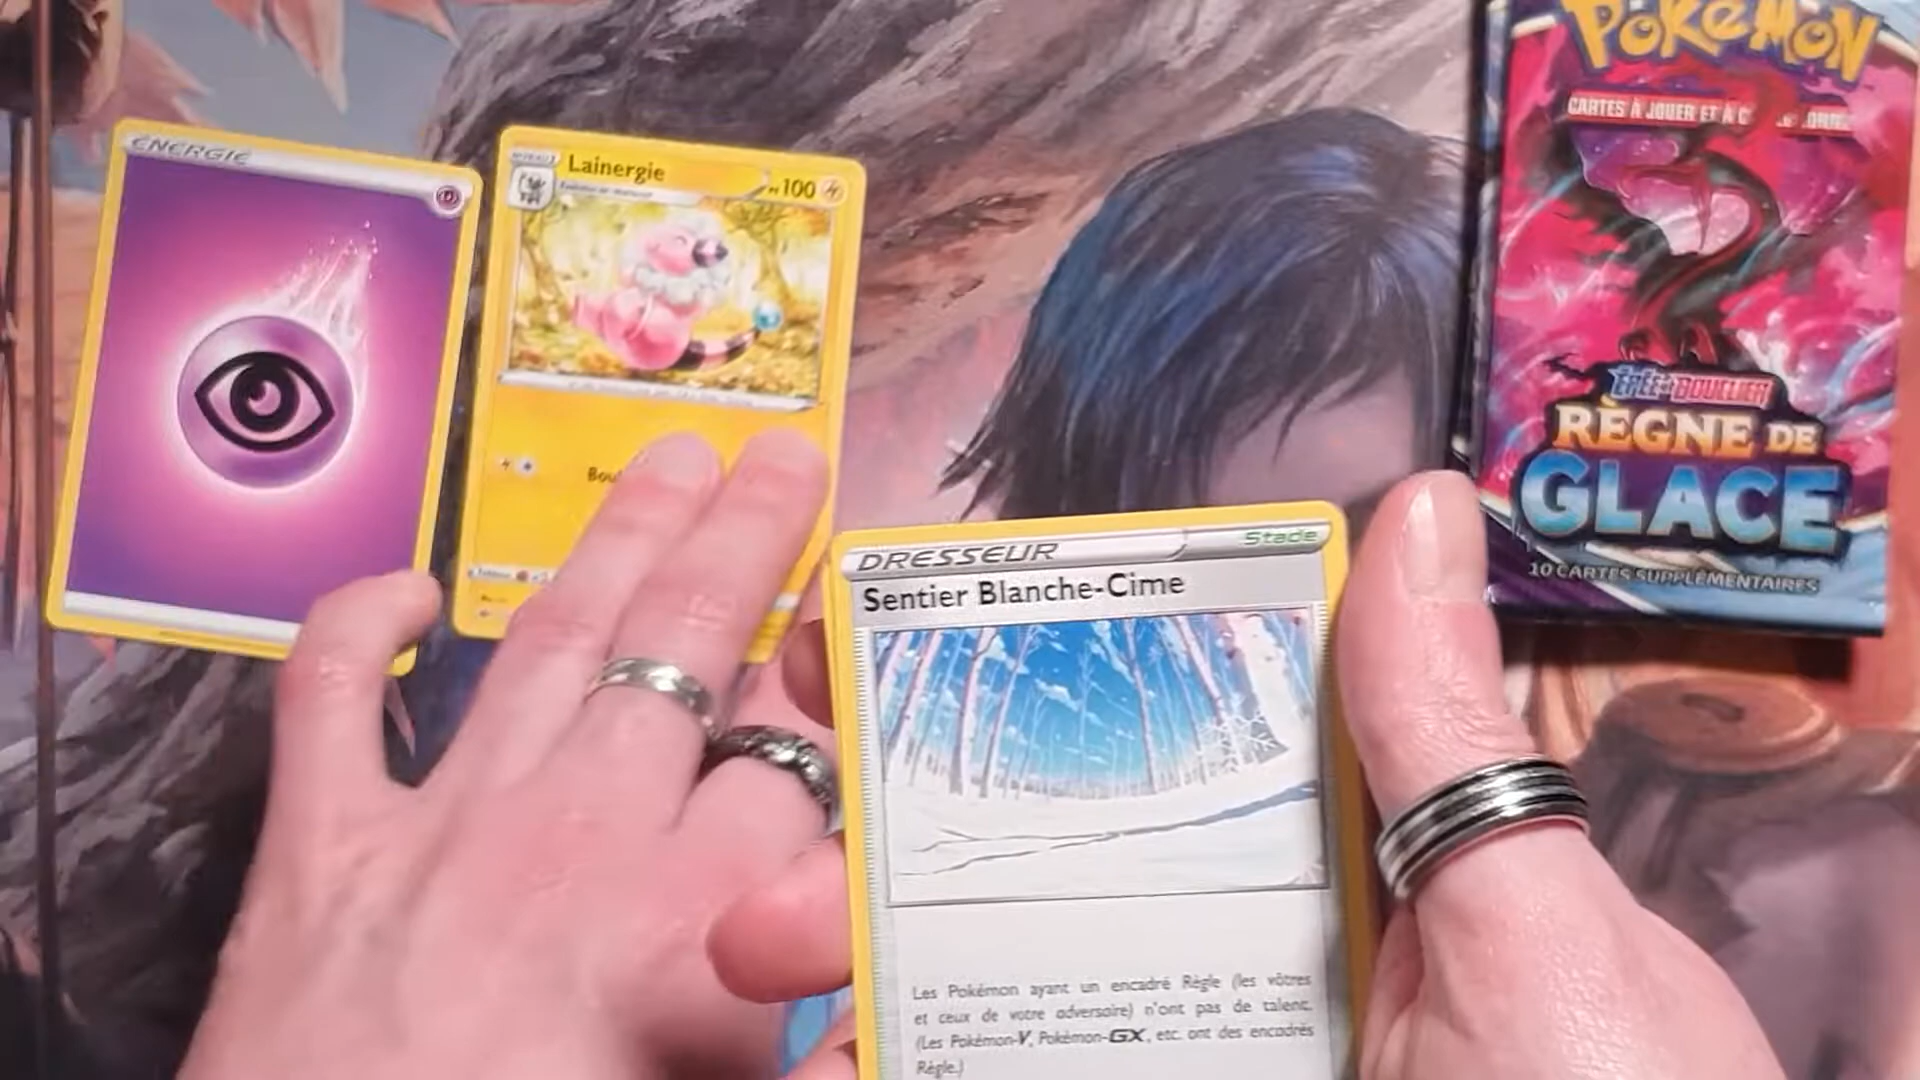 ÉNERGIE
Lainergie
100
DRESSEUR
Stade
Sentier Blanche-Cime
Les Pokémon ayant un encadré Règle (les vôtres
et ceux de votre adversaire) n'ont pas de talent.
(Les Pokémon-V, Pokémon-GX, etc. ont des encadrés
Règle.)
POKéMON
CARTES À JOUER ET À
ÉPÉE ET BOUCLIER
RÈGNE DE
GLACE
10 CARTES SUPPLÉMENTAIRES